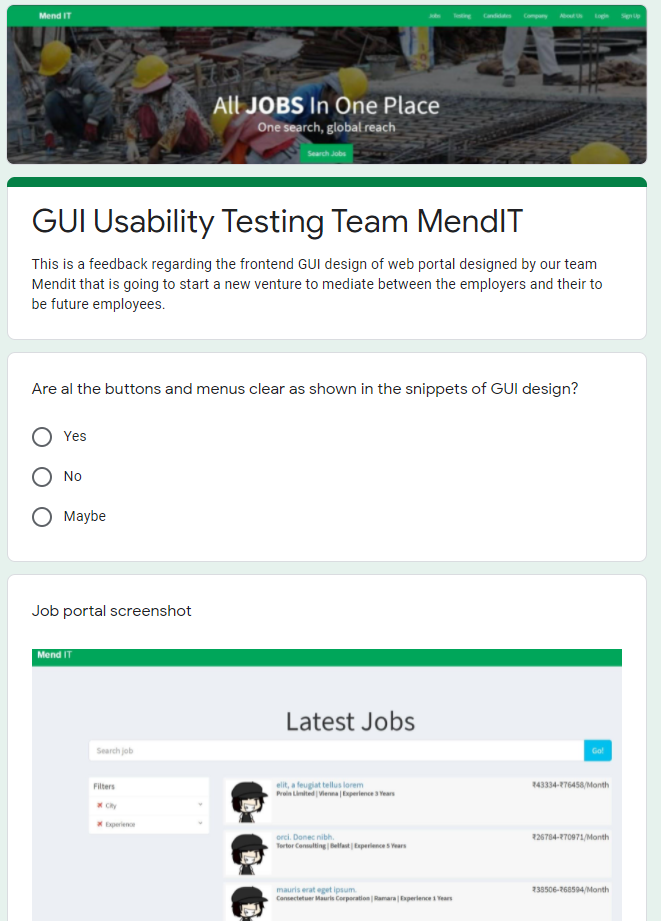 Mend IT
Jobs Testing Candidates Company About Us Login Sign Up
All JOBS In One Place
One search, global reach
Search Jobs
GUI Usability Testing Team MendIT
This is a feedback regarding the frontend GUI design of web portal designed by our team
Mendit that is going to start a new venture to mediate between the employers and their to
be future employees.
Are al the buttons and menus clear as shown in the snippets of GUI design?
Yes
No
Maybe
Job portal screenshot
Mend IT
Latest Jobs
Search job
Go!
Filters
City
Experience
elit, a feugiat tellus lorem
₹43334-₹76458/Month
Proin Limited | Vienna | Experience 3 Years
orci. Donec nibh.
₹26784-₹70971/Month
Tortor Consulting | Belfast | Experience 5 Years
mauris erat eget ipsum.
₹38506-₹68594/Month
Consectetuer Mauris Corporation | Ramara | Experience 1 Years